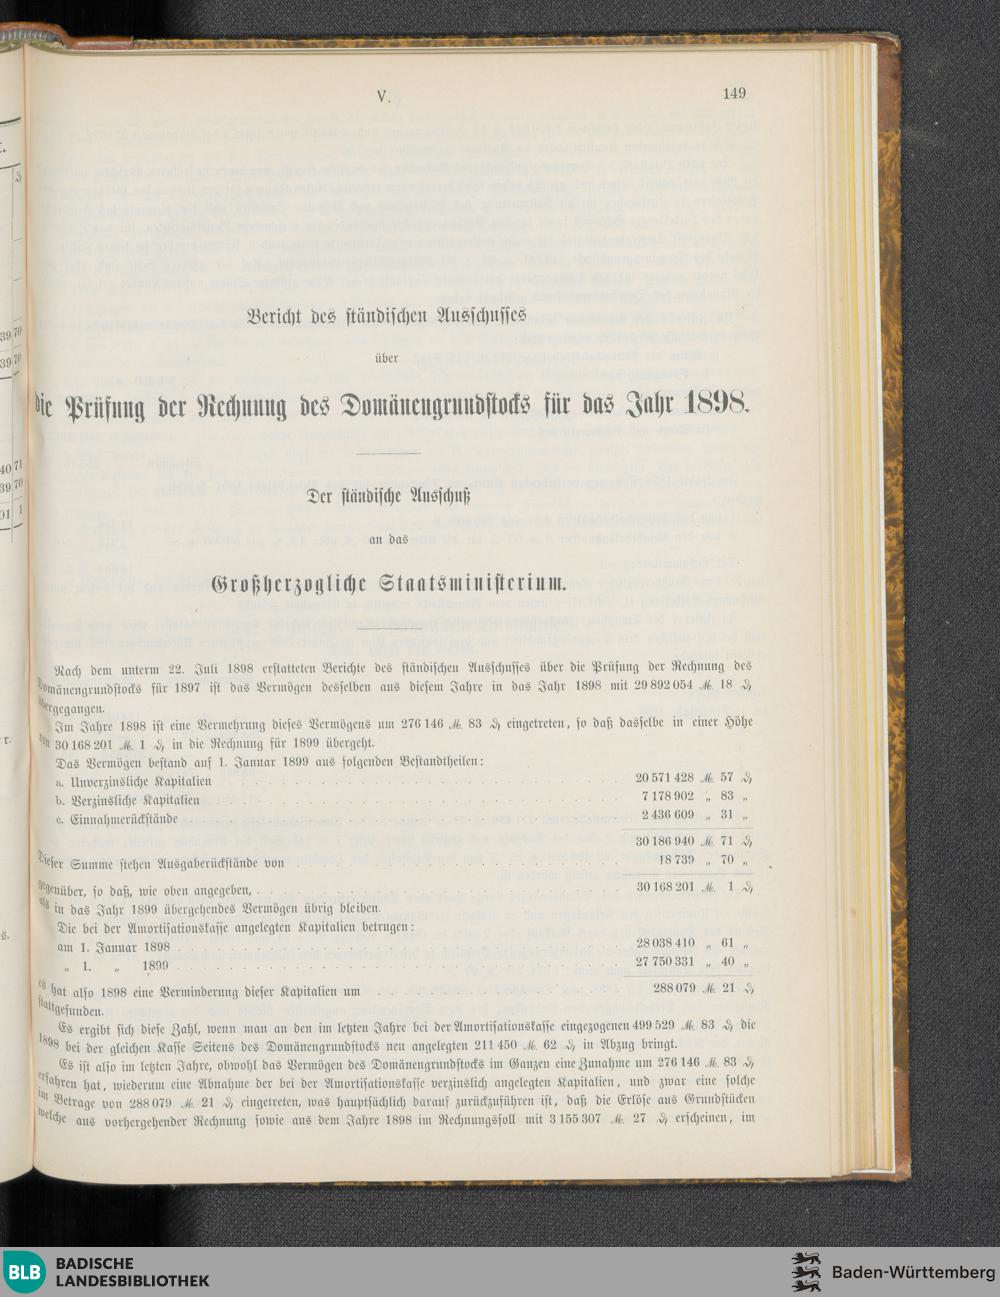 V.
149
Bericht des ständischen Ausschusses
über
die Prüfung der Rechnung des Domänengrundstocks für das Jahr 1898.
Der ständische Ausschuß
an das
Großherzogliche Staatsministerium.
Nach dem unterm 22. Juli 1898 erstatteten Berichte des ständischen Ausschusses über die Prüfung der Rechnung des
Domänengrundstocks für 1897 ist das Vermögen desselben aus diesem Jahre in das Jahr 1898 mit 29 892 054 ℳ 18 ₰
übergegangen.
Im Jahre 1898 ist eine Vermehrung dieses Vermögens um 276 146 ℳ 83 ₰ eingetreten, so daß dasselbe in einer Höhe
von 30 168 201 ℳ 1 ₰ in die Rechnung für 1899 übergeht.
Das Vermögen bestand auf 1. Januar 1899 aus folgenden Bestandtheilen:
a. Unverzinsliche Kapitalien . . . 20 571 428 ℳ 57 ₰
b. Verzinsliche Kapitalien . . . 7 178 902 „ 83 „
c. Einnahmerückstände . . . 2 436 609 „ 31 „
30 186 940 ℳ 71 ₰
Dieser Summe stehen Ausgaberückstände von . . . 18 739 „ 70 „
gegenüber, so daß, wie oben angegeben, . . . 30 168 201 ℳ 1 ₰
als in das Jahr 1899 übergehendes Vermögen übrig bleiben.
Die bei der Amortisationskasse angelegten Kapitalien betrugen:
am 1. Januar 1898 . . . 28 038 410 „ 61 „
„ 1. „ 1899 . . . 27 750 331 „ 40 „
es hat also 1898 eine Verminderung dieser Kapitalien um . . . 288 079 ℳ 21 ₰
stattgefunden.
Es ergibt sich diese Zahl, wenn man an den im letzten Jahre bei der Amortisationskasse eingezogenen 499 529 ℳ 83 ₰ die
1898 bei der gleichen Kasse Seitens des Domänengrundstocks neu angelegten 211 450 ℳ 62 ₰ in Abzug bringt.
Es ist also im letzten Jahre, obwohl das Vermögen des Domänengrundstocks im Ganzen eine Zunahme um 276 146 ℳ 83 ₰
erfahren hat, wiederum eine Abnahme der bei der Amortisationskasse verzinslich angelegten Kapitalien, und zwar eine solche
im Betrage von 288 079 ℳ 21 ₰ eingetreten, was hauptsächlich darauf zurückzuführen ist, daß die Erlöse aus Grundstücken
welche aus vorhergehender Rechnung sowie aus dem Jahre 1898 im Rechnungssoll mit 3 155 307 ℳ 27 ₰ erscheinen, im
BLB BADISCHE
LANDESBIBLIOTHEK
Baden-Württemberg